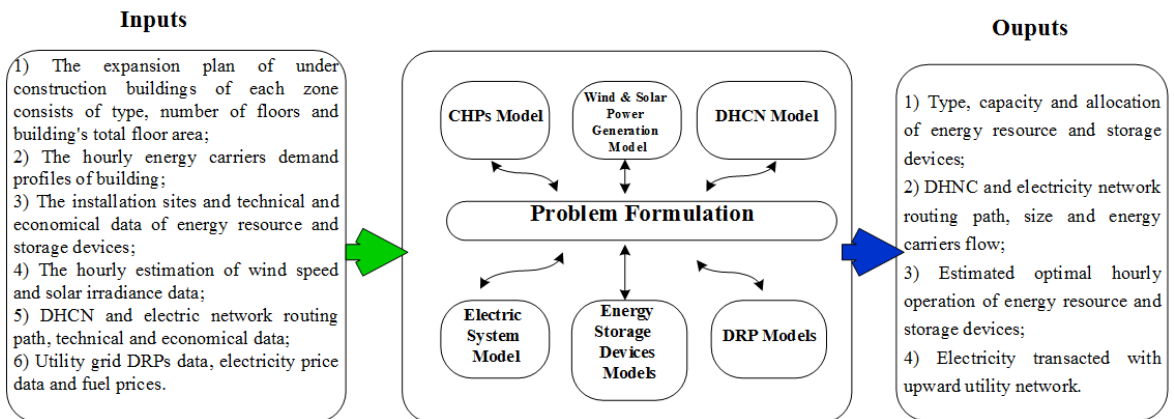 Inputs
1) The expansion plan of under
construction buildings of each zone
consists of type, number of floors and
building's total floor area;
2) The hourly energy carriers demand
profiles of building;
3) The installation sites and technical and
economical data of energy resource and
storage devices;
4) The hourly estimation of wind speed
and solar irradiance data;
5) DHCN and electric network routing
path, technical and economical data;
6) Utility grid DRPs data, electricity price
data and fuel prices.
CHPs Model
Wind & Solar
Power
Generation
Model
DHCN Model
Problem Formulation
Electric
System
Model
Energy
Storage
Devices
Models
DRP Models
Ouputs
1) Type, capacity and allocation
of energy resource and storage
devices;
2) DHNC and electricity network
routing path, size and energy
carriers flow;
3) Estimated optimal hourly
operation of energy resource and
storage devices;
4) Electricity transacted with
upward utility network.